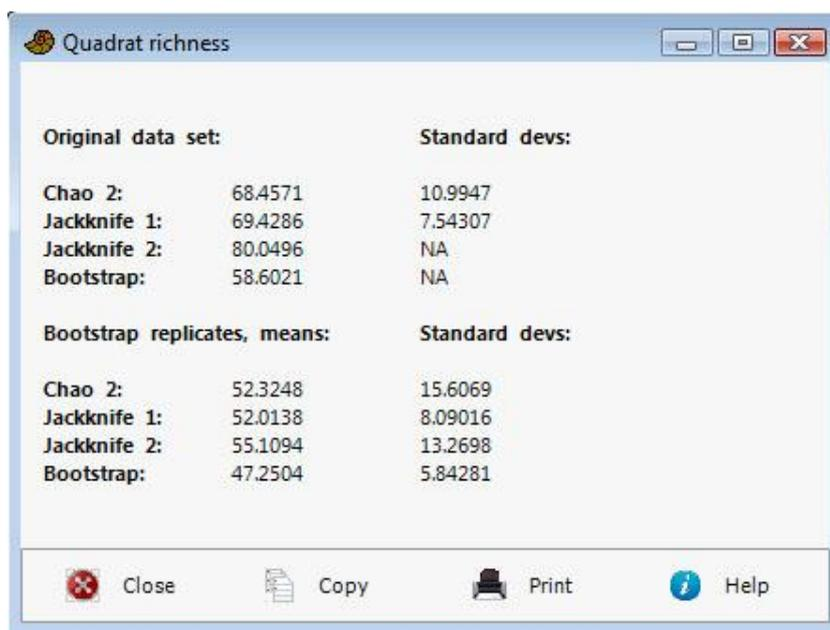 Quadrat richness
Original data set: Standard devs:
Chao 2: 68.4571 10.9947
Jackknife 1: 69.4286 7.54307
Jackknife 2: 80.0496 NA
Bootstrap: 58.6021 NA
Bootstrap replicates, means: Standard devs:
Chao 2: 52.3248 15.6069
Jackknife 1: 52.0138 8.09016
Jackknife 2: 55.1094 13.2698
Bootstrap: 47.2504 5.84281
Close Copy Print Help